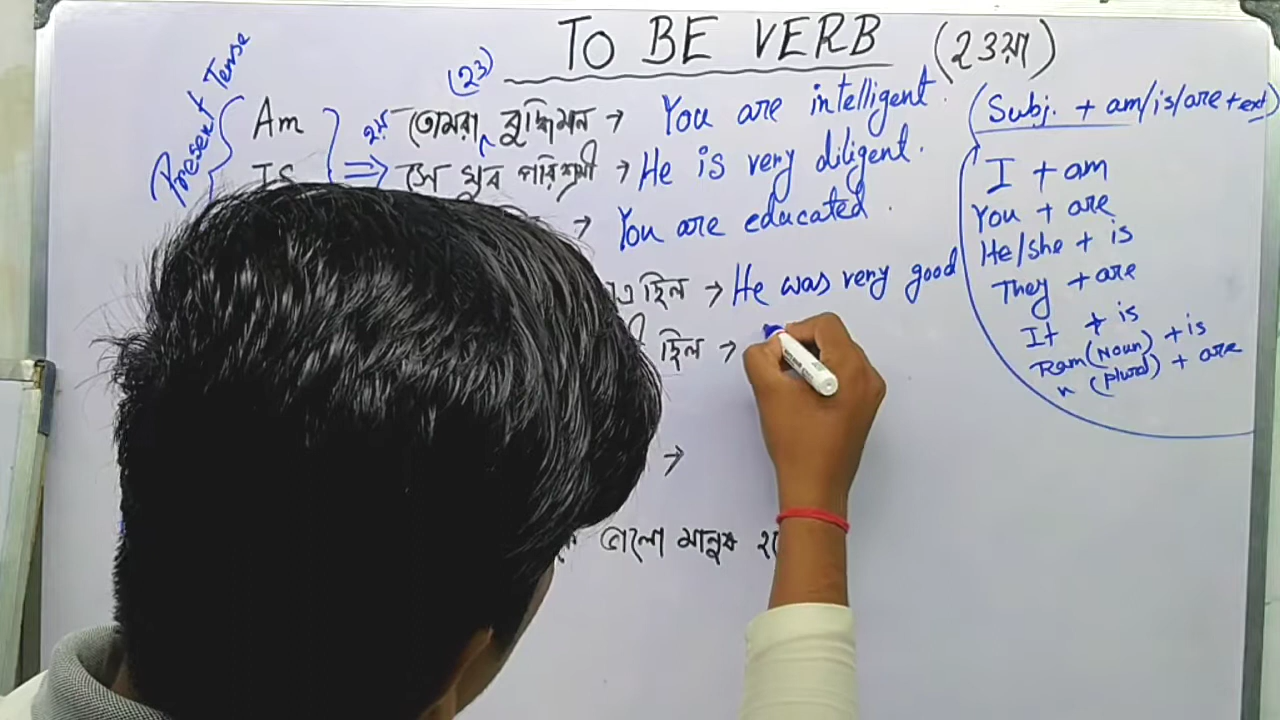 TO BE VERB (হওয়া)
Present Tense
Am
Is
তোমরা বুদ্ধিমান → You are intelligent.
সে খুব পরিশ্রমী → He is very diligent.
→ You are educated.
ছিল → He was very good
ছিল →
→
ভালো মানুষ
(Subj. + am/is/are + ext)
I + am
You + are
He/she + is
They + are
It + is
Ram (Noun) + is
" (plural) + are